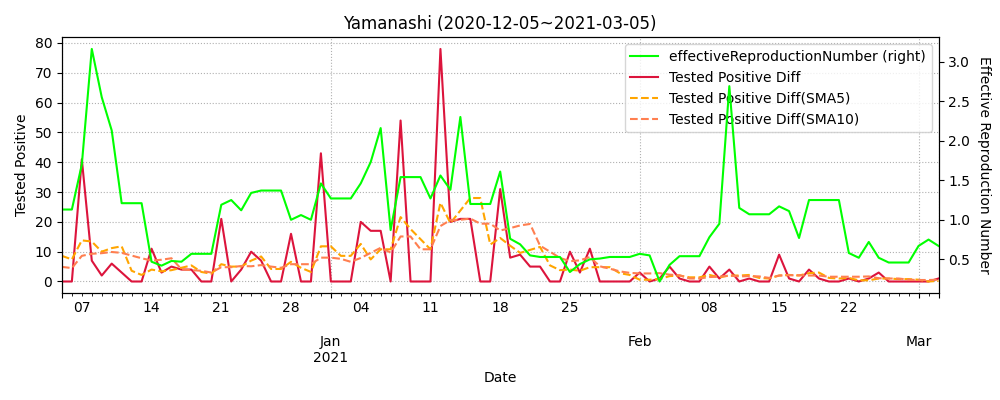 Yamanashi (2020-12-05~2021-03-05)
effectiveReproductionNumber (right)
Tested Positive Diff
Tested Positive Diff(SMA5)
Tested Positive Diff(SMA10)
Tested Positive
80
70
60
50
40
30
20
10
0
Effective Reproduction Number
3.0
2.5
2.0
1.5
1.0
0.5
07 14 21 28 04 11 18 25 08 15 22
Jan Feb Mar
2021
Date